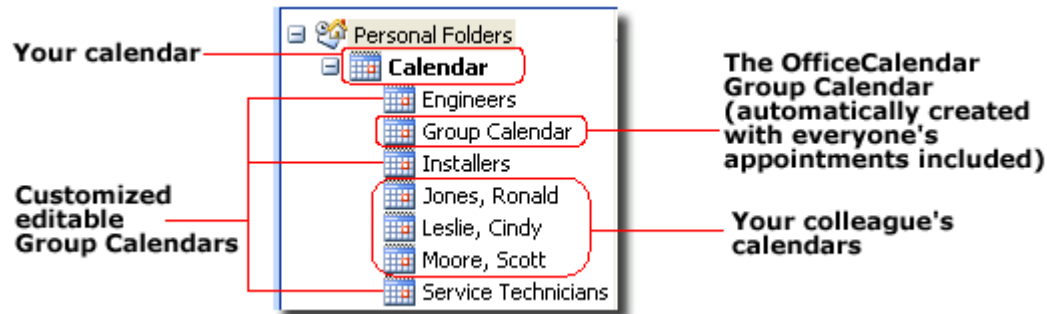 Your calendar
Customized
editable
Group Calendars
Personal Folders
Calendar
Engineers
Group Calendar
Installers
Jones, Ronald
Leslie, Cindy
Moore, Scott
Service Technicians
The OfficeCalendar
Group Calendar
(automatically created
with everyone's
appointments included)
Your colleague's
calendars